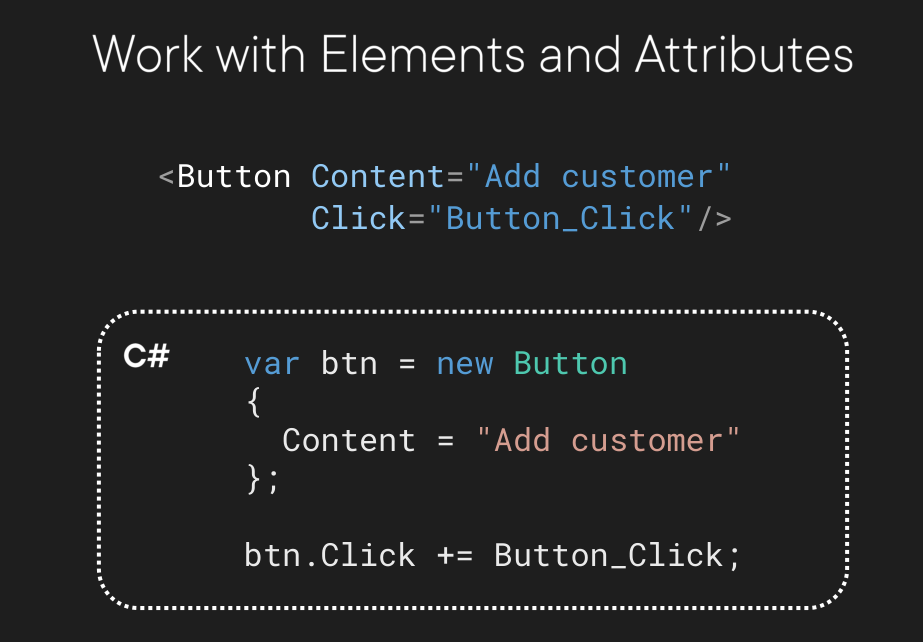 Work with Elements and Attributes
<Button Content="Add customer"
Click="Button_Click"/>
C#
var btn = new Button
{
Content = "Add customer"
};
btn.Click += Button_Click;